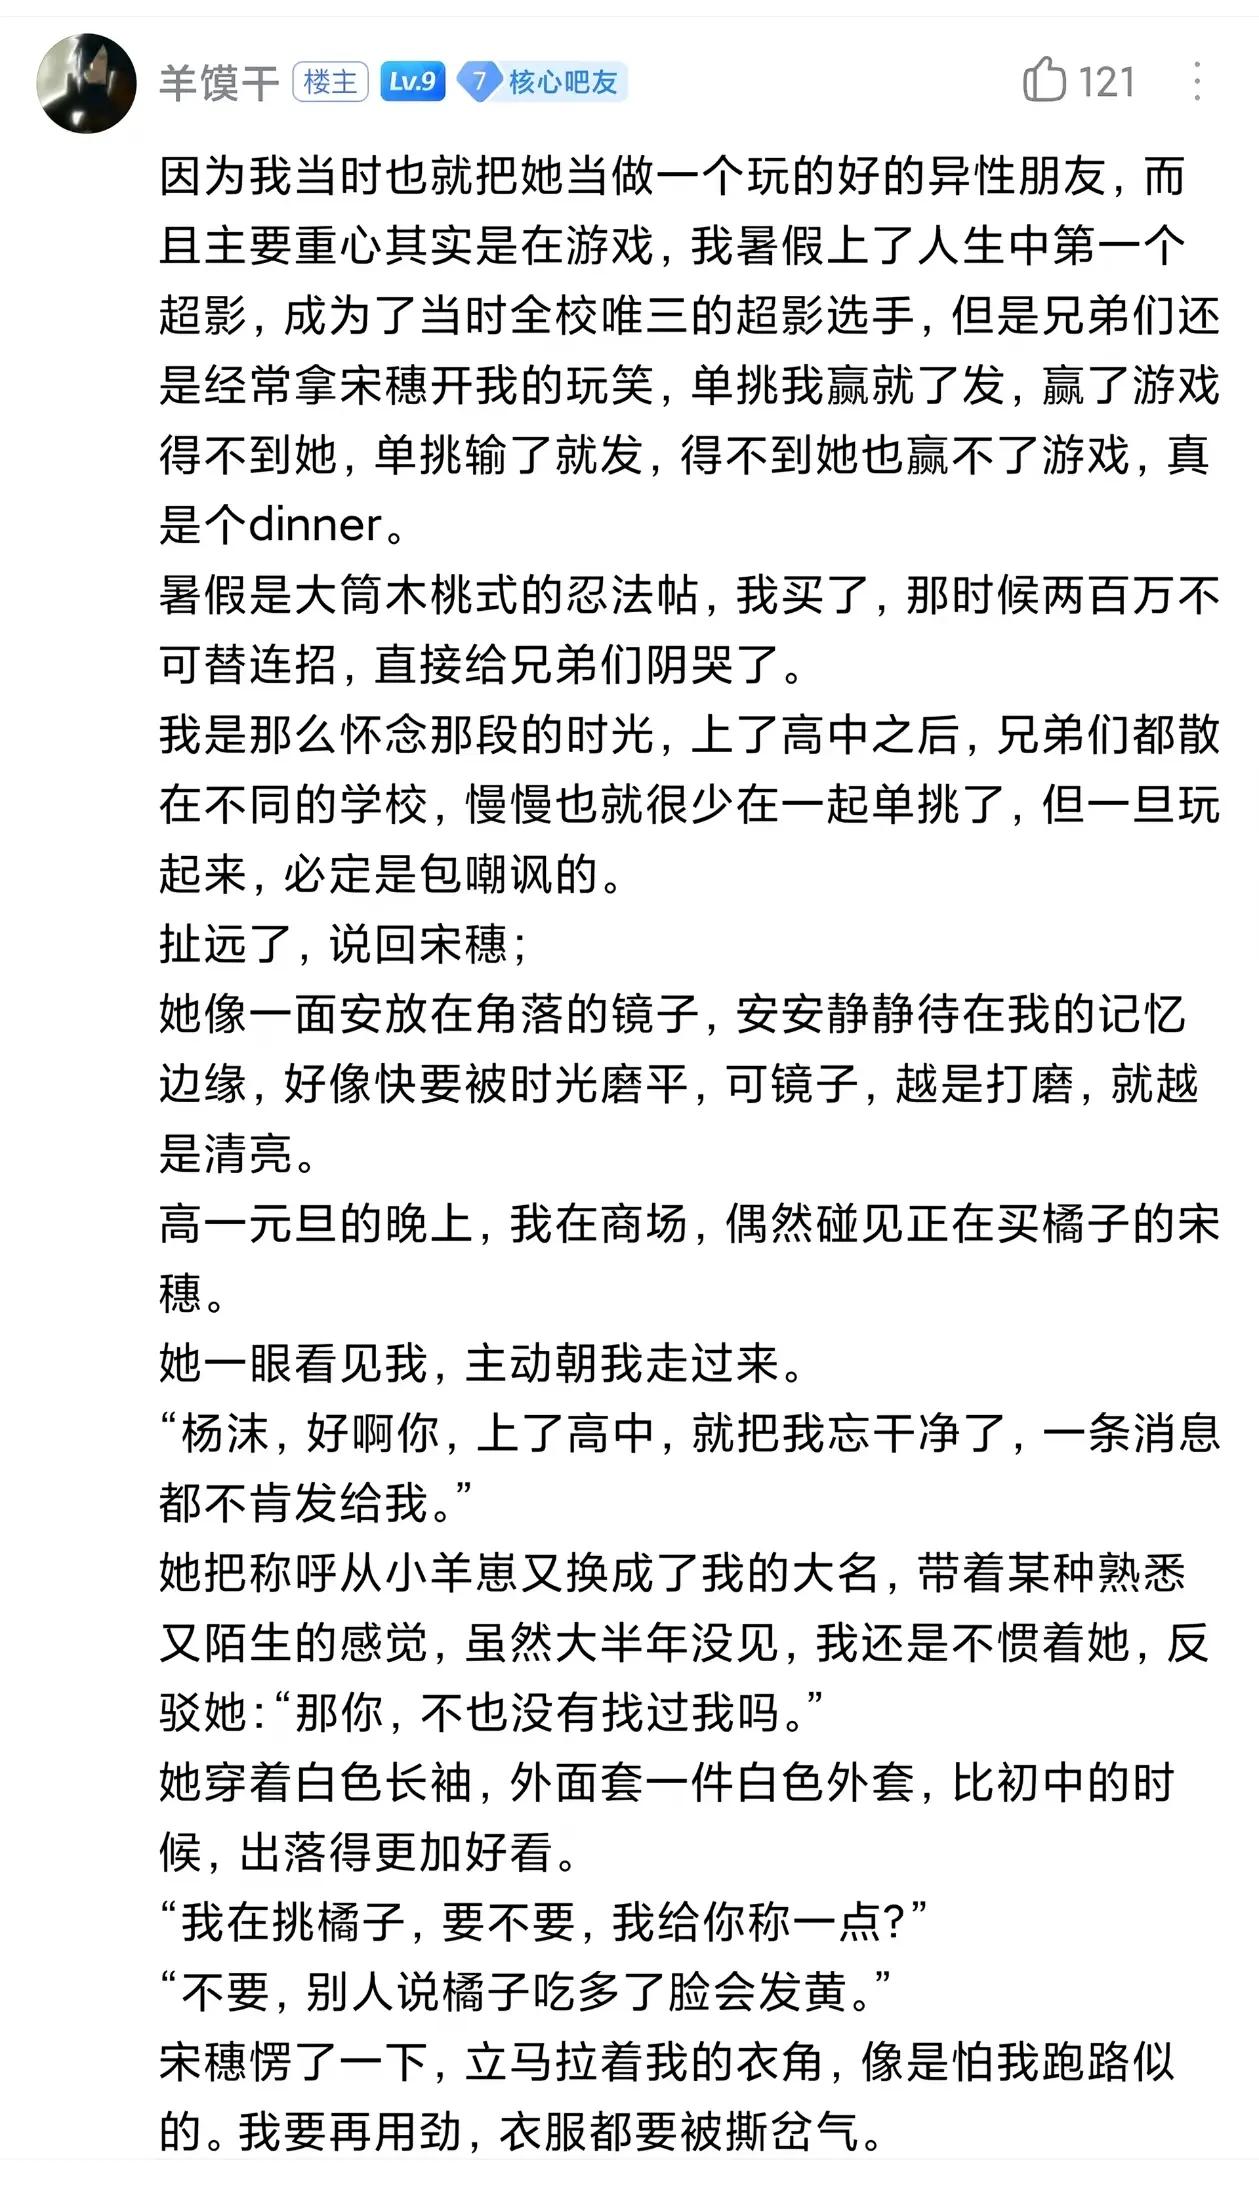 羊馍干 楼主 Lv.9 7 核心吧友 121
因为我当时也就把她当做一个玩的好的异性朋友，而
且主要重心其实是在游戏，我暑假上了人生中第一个
超影，成为了当时全校唯三的超影选手，但是兄弟们还
是经常拿宋穗开我的玩笑，单挑我赢就了发，赢了游戏
得不到她，单挑输了就发，得不到她也赢不了游戏，真
是个dinner。
暑假是大筒木桃式的忍法帖，我买了，那时候两百万不
可替连招，直接给兄弟们阴哭了。
我是那么怀念那段的时光，上了高中之后，兄弟们都散
在不同的学校，慢慢也就很少在一起单挑了，但一旦玩
起来，必定是包嘲讽的。
扯远了，说回宋穗；
她像一面安放在角落的镜子，安安静静待在我的记忆
边缘，好像快要被时光磨平，可镜子，越是打磨，就越
是清亮。
高一元旦的晚上，我在商场，偶然碰见正在买橘子的宋
穗。
她一眼看见我，主动朝我走过来。
“杨沫，好啊你，上了高中，就把我忘干净了，一条消息
都不肯发给我。”
她把称呼从小羊崽又换成了我的大名，带着某种熟悉
又陌生的感觉，虽然大半年没见，我还是不惯着她，反
驳她：“那你，不也没有找过我吗。”
她穿着白色长袖，外面套一件白色外套，比初中的时
候，出落得更加好看。
“我在挑橘子，要不要，我给你称一点？”
“不要，别人说橘子吃多了脸会发黄。”
宋穗愣了一下，立马拉着我的衣角，像是怕我跑路似
的。我要再用劲，衣服都要被撕岔气。